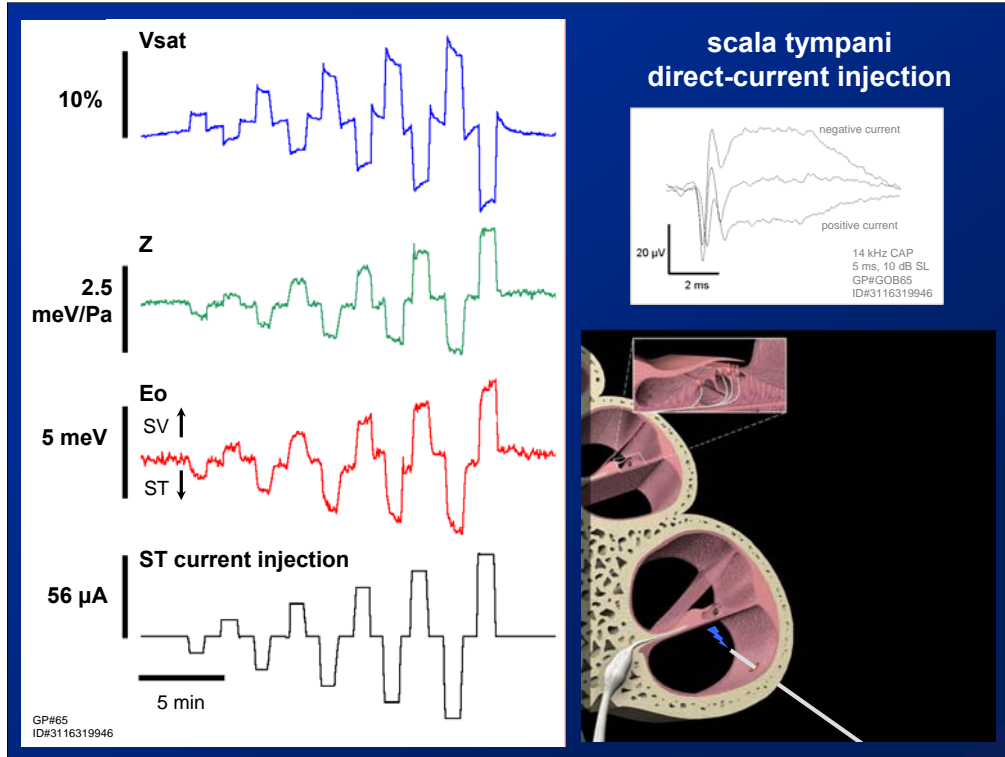 Vsat
10%
Z
2.5
meV/Pa
Eo
SV
5 meV
ST
ST current injection
56 µA
5 min
GP#65
ID#3116319946
scala tympani
direct-current injection
negative current
positive current
20 µV
2 ms
14 kHz CAP
5 ms, 10 dB SL
GP#GOB65
ID#3116319946